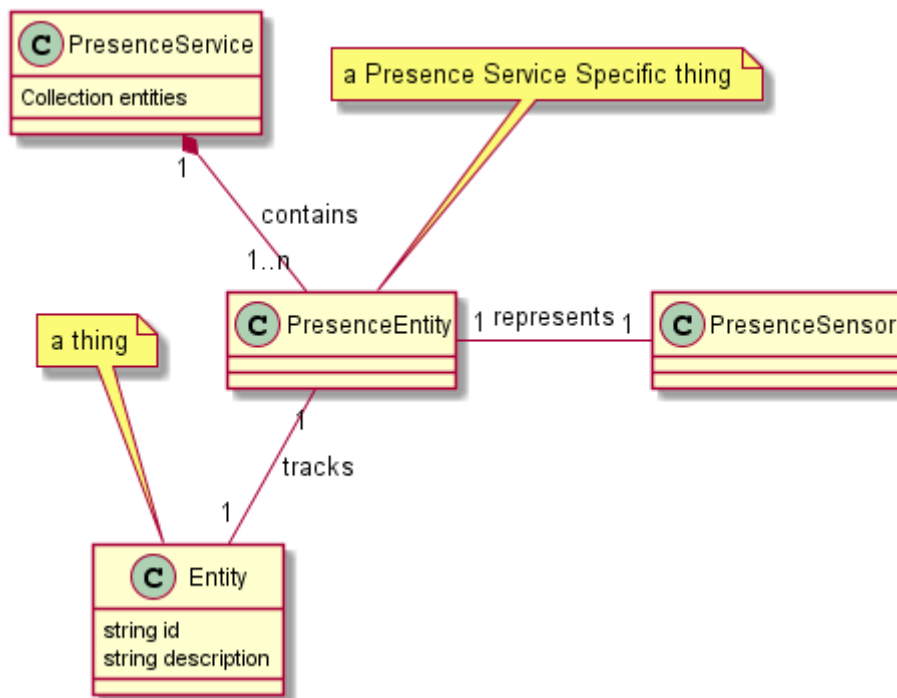 C PresenceService
Collection entities
a Presence Service Specific thing
1
contains
1..n
C PresenceEntity
1 represents 1
C PresenceSensor
a thing
1
tracks
1
C Entity
string id
string description